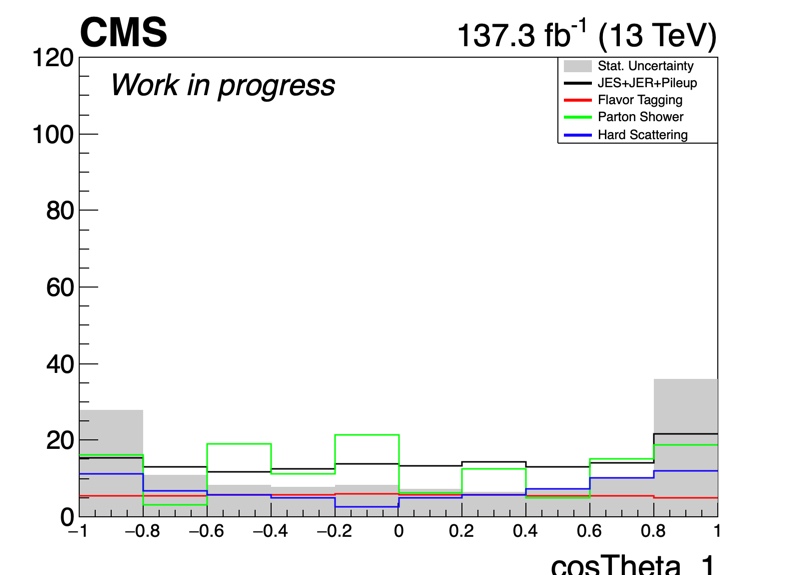 CMS
137.3 fb-1 (13 TeV)
Work in progress
Stat. Uncertainty
JES+JER+Pileup
Flavor Tagging
Parton Shower
Hard Scattering
120
100
80
60
40
20
0
−1 −0.8 −0.6 −0.4 −0.2 0 0.2 0.4 0.6 0.8 1
cosTheta_1